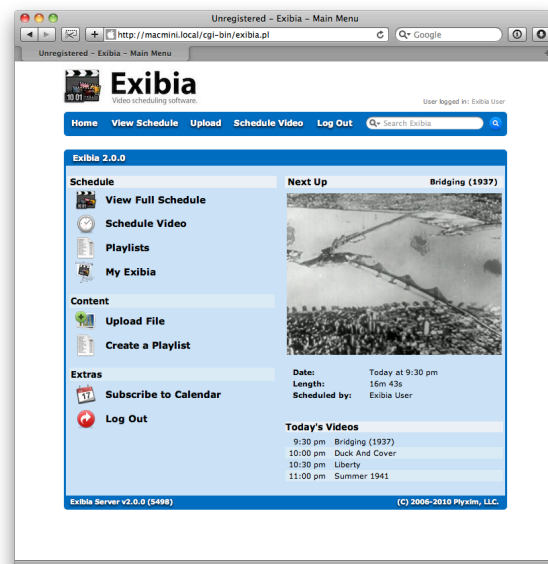 Unregistered – Exibia – Main Menu
http://macmini.local/cgi-bin/exibia.pl
Google
Unregistered – Exibia – Main Menu
10 01
Exibia
Video scheduling software.
User logged in: Exibia User
Home View Schedule Upload Schedule Video Log Out Search Exibia
Exibia 2.0.0
Schedule
View Full Schedule
Schedule Video
Playlists
My Exibia
Content
Upload File
Create a Playlist
Extras
17
Subscribe to Calendar
Log Out
Next Up Bridging (1937)
Date: Today at 9:30 pm
Length: 16m 43s
Scheduled by: Exibia User
Today's Videos
9:30 pm Bridging (1937)
10:00 pm Duck And Cover
10:30 pm Liberty
11:00 pm Summer 1941
Exibia Server v2.0.0 (5498) (C) 2006-2010 Plyxim, LLC.